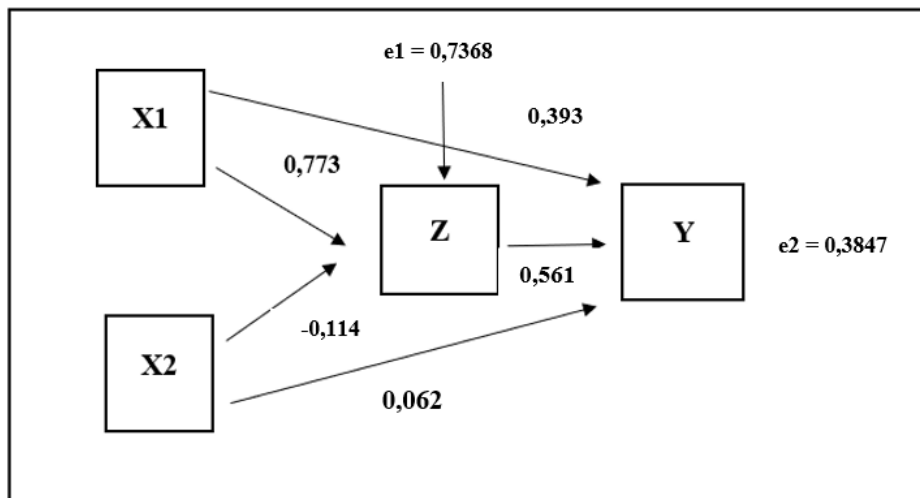 e1 = 0,7368
X1
0,393
0,773
Z
Y
e2 = 0,3847
0,561
-0,114
X2
0,062